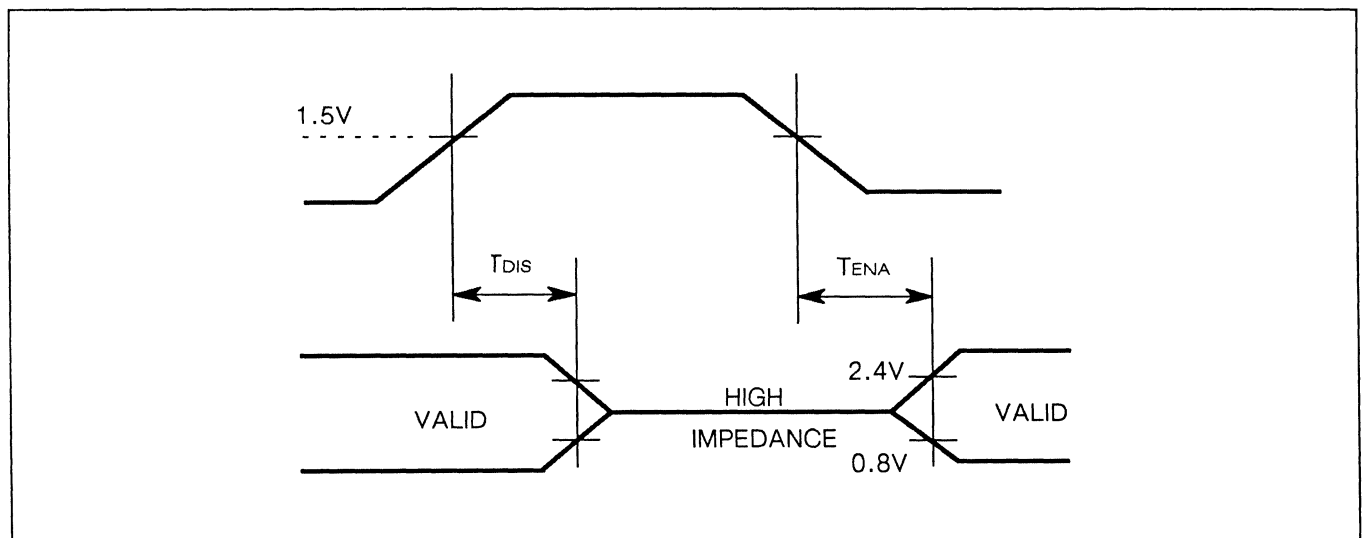 1.5V
TDIS
TENA
2.4V
HIGH
VALID
VALID
IMPEDANCE
0.8V